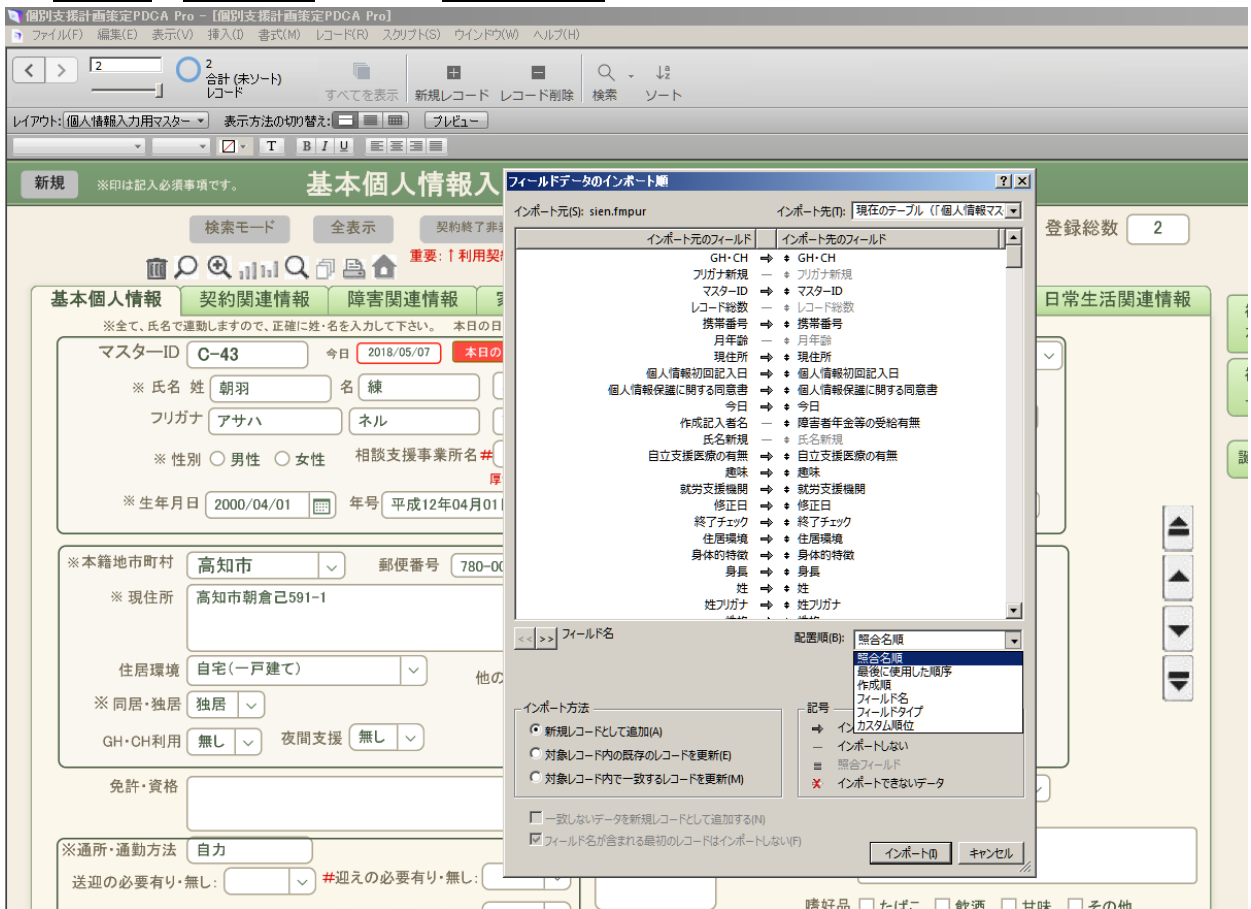 個別支援計画策定PDCA Pro - [個別支援計画策定PDCA Pro]
ファイル(F) 編集(E) 表示(V) 挿入(I) 書式(M) レコード(R) スクリプト(S) ウインドウ(W) ヘルプ(H)
2
2
合計 (未ソート)
レコード
すべてを表示 新規レコード レコード削除 検索 ソート
レイアウト: 個人情報入力用マスター 表示方法の切り替え: プレビュー
T B I U
新規 ※印は記入必須事項です。 基本個人情報入
検索モード 全表示 契約終了非
登録総数 2
重要:↑利用契
基本個人情報 契約関連情報 障害関連情報
日常生活関連情報
※全て、氏名で連動しますので、正確に姓・名を入力して下さい。 本日の日
マスターID C-43 今日 2018/05/07 本日の
※ 氏名 姓 朝羽 名 練
フリガナ アサハ ネル
※ 性別 男性 女性 相談支援事業所名 #
厚
※ 生年月日 2000/04/01 年号 平成12年04月01
※本籍地市町村 高知市 郵便番号 780-00
※ 現住所 高知市朝倉己591-1
住居環境 自宅(一戸建て) 他の
※ 同居・独居 独居
GH・CH利用 無し 夜間支援 無し
免許・資格
※通所・通勤方法 自力
送迎の必要有り・無し: #迎えの必要有り・無し:
嗜好品 たばこ 飲酒 甘味 その他
フィールドデータのインポート順
インポート元(S): sien.fmpur インポート先(T): 現在のテーブル (「個人情報マス
インポート元のフィールド インポート先のフィールド
GH・CH ⇒ GH・CH
フリガナ新規 — フリガナ新規
マスターID ⇒ マスターID
レコード総数 — レコード総数
携帯番号 ⇒ 携帯番号
月年齢 — 月年齢
現住所 ⇒ 現住所
個人情報初回記入日 ⇒ 個人情報初回記入日
個人情報保護に関する同意書 ⇒ 個人情報保護に関する同意書
今日 ⇒ 今日
作成記入者名 — 障害者年金等の受給有無
氏名新規 — 氏名新規
自立支援医療の有無 ⇒ 自立支援医療の有無
趣味 ⇒ 趣味
就労支援機関 ⇒ 就労支援機関
修正日 ⇒ 修正日
終了チェック ⇒ 終了チェック
住居環境 ⇒ 住居環境
身体的特徴 ⇒ 身体的特徴
身長 ⇒ 身長
姓 ⇒ 姓
姓フリガナ ⇒ 姓フリガナ
<< >> フィールド名
配置順(B): 照合名順
照合名順
最後に使用した順序
作成順
フィールド名
フィールドタイプ
カスタム順位
インポート方法
新規レコードとして追加(A)
対象レコード内の既存のレコードを更新(E)
対象レコード内で一致するレコードを更新(M)
記号
⇒ イン
— インポートしない
= 照合フィールド
✕ インポートできないデータ
一致しないデータを新規レコードとして追加する(N)
フィールド名が含まれる最初のレコードはインポートしない(F)
インポート(I) キャンセル